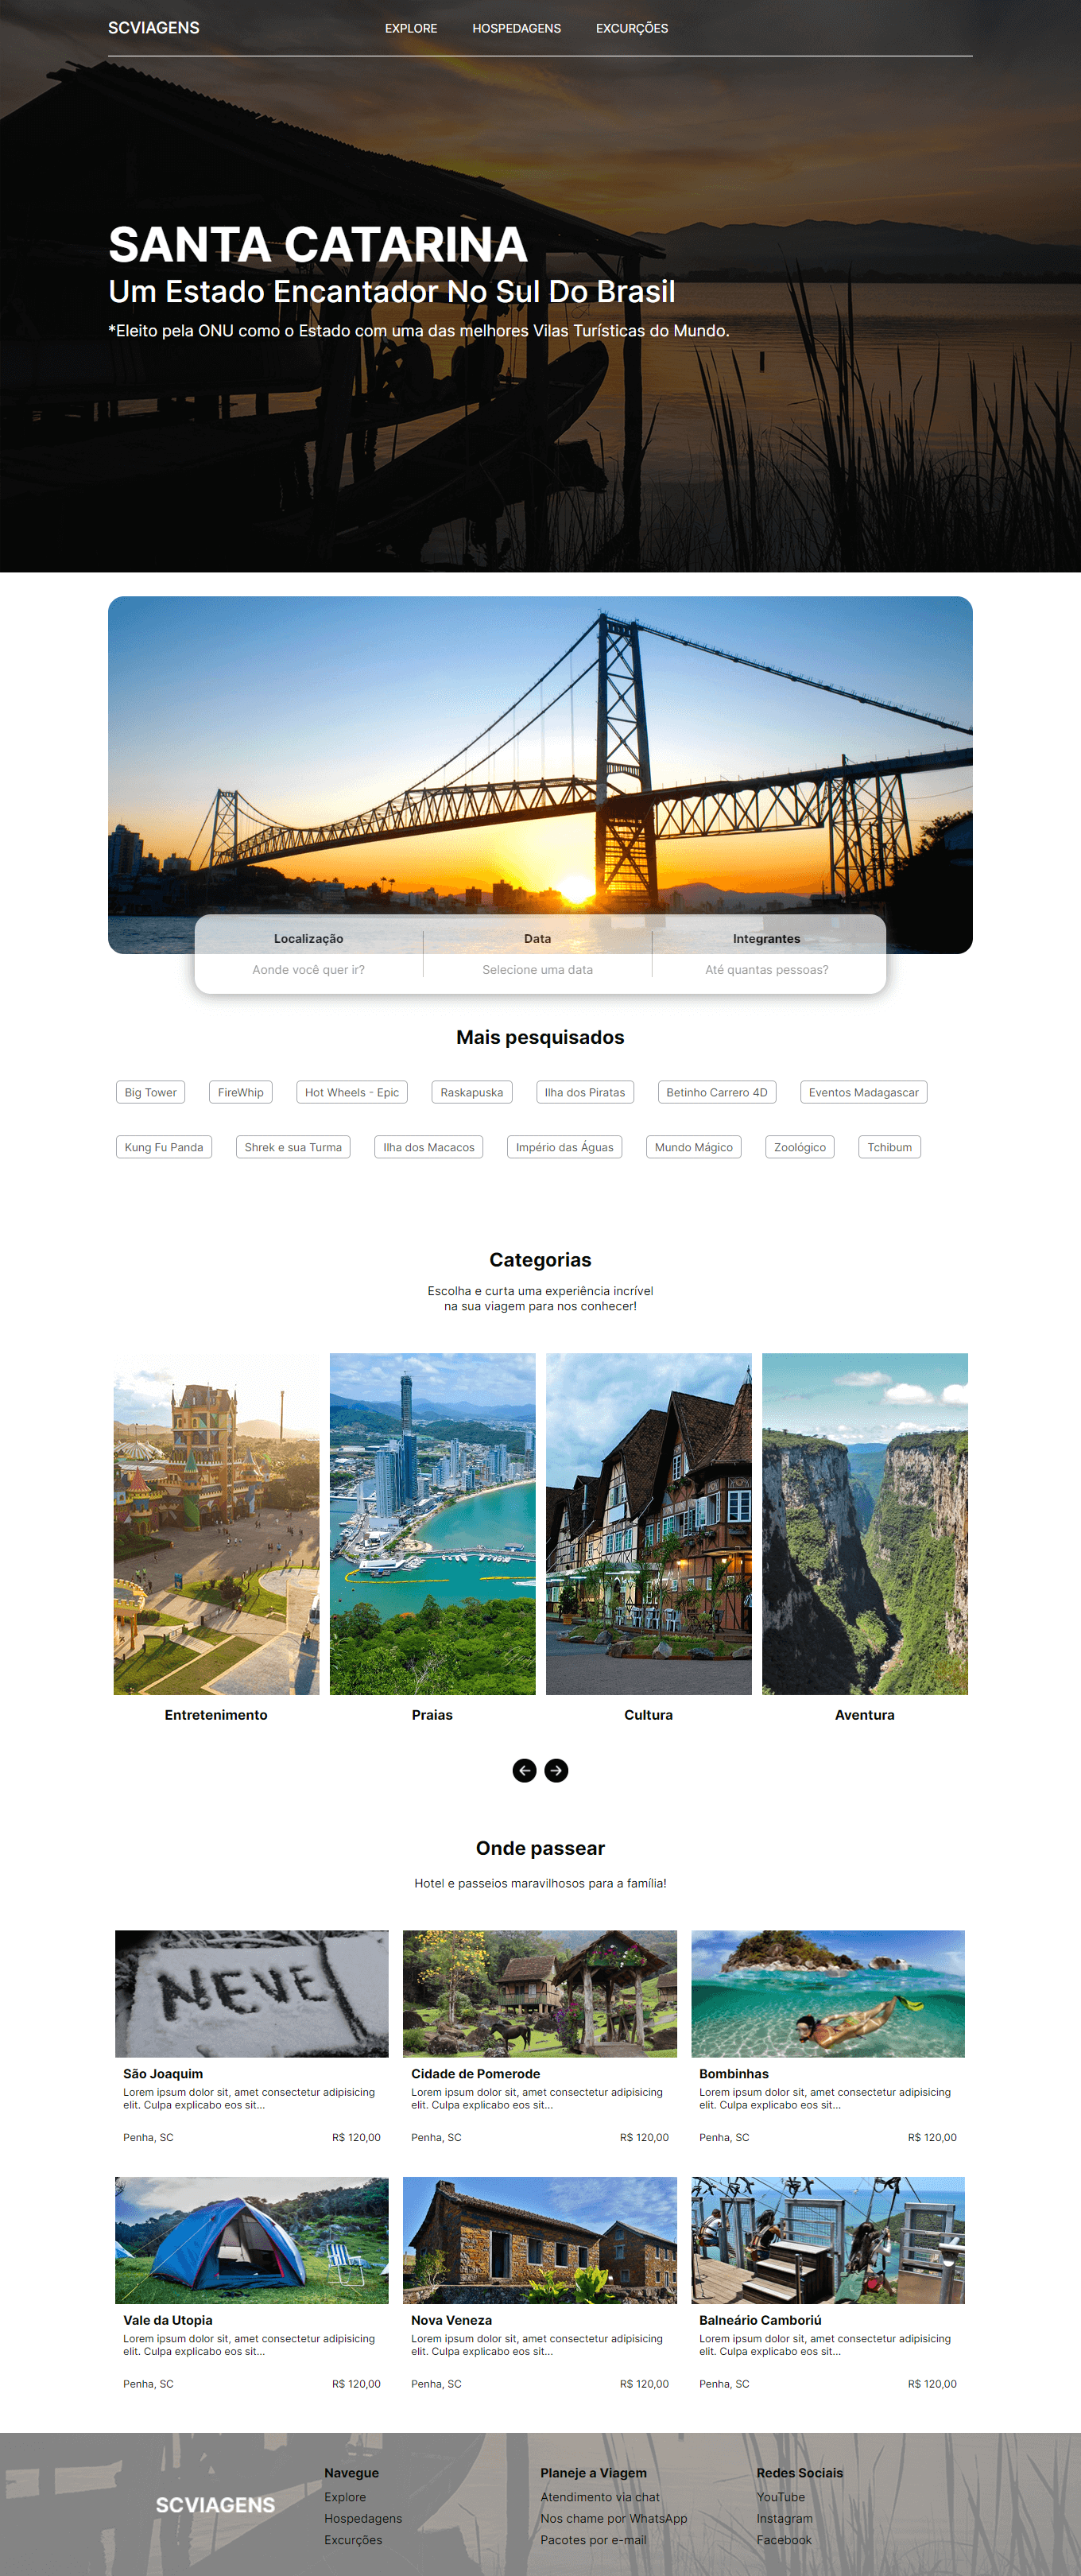 SCVIAGENS
EXPLORE
HOSPEDAGENS
EXCURÇÕES
SANTA CATARINA
Um Estado Encantador No Sul Do Brasil
*Eleito pela ONU como o Estado com uma das melhores Vilas Turísticas do Mundo.
Localização
Aonde você quer ir?
Data
Selecione uma data
Integrantes
Até quantas pessoas?
Mais pesquisados
Big Tower
FireWhip
Hot Wheels - Epic
Raskapuska
Ilha dos Piratas
Betinho Carrero 4D
Eventos Madagascar
Kung Fu Panda
Shrek e sua Turma
Ilha dos Macacos
Império das Águas
Mundo Mágico
Zoológico
Tchibum
Categorias
Escolha e curta uma experiência incrível
na sua viagem para nos conhecer!
Entretenimento
Praias
Cultura
Aventura
Onde passear
Hotel e passeios maravilhosos para a família!
NEVE
São Joaquim
Lorem ipsum dolor sit, amet consectetur adipisicing
elit. Culpa explicabo eos sit...
Penha, SC
R$ 120,00
Cidade de Pomerode
Lorem ipsum dolor sit, amet consectetur adipisicing
elit. Culpa explicabo eos sit...
Penha, SC
R$ 120,00
Bombinhas
Lorem ipsum dolor sit, amet consectetur adipisicing
elit. Culpa explicabo eos sit...
Penha, SC
R$ 120,00
Vale da Utopia
Lorem ipsum dolor sit, amet consectetur adipisicing
elit. Culpa explicabo eos sit...
Penha, SC
R$ 120,00
Nova Veneza
Lorem ipsum dolor sit, amet consectetur adipisicing
elit. Culpa explicabo eos sit...
Penha, SC
R$ 120,00
Balneário Camboriú
Lorem ipsum dolor sit, amet consectetur adipisicing
elit. Culpa explicabo eos sit...
Penha, SC
R$ 120,00
SCVIAGENS
Navegue
Explore
Hospedagens
Excurções
Planeje a Viagem
Atendimento via chat
Nos chame por WhatsApp
Pacotes por e-mail
Redes Sociais
YouTube
Instagram
Facebook